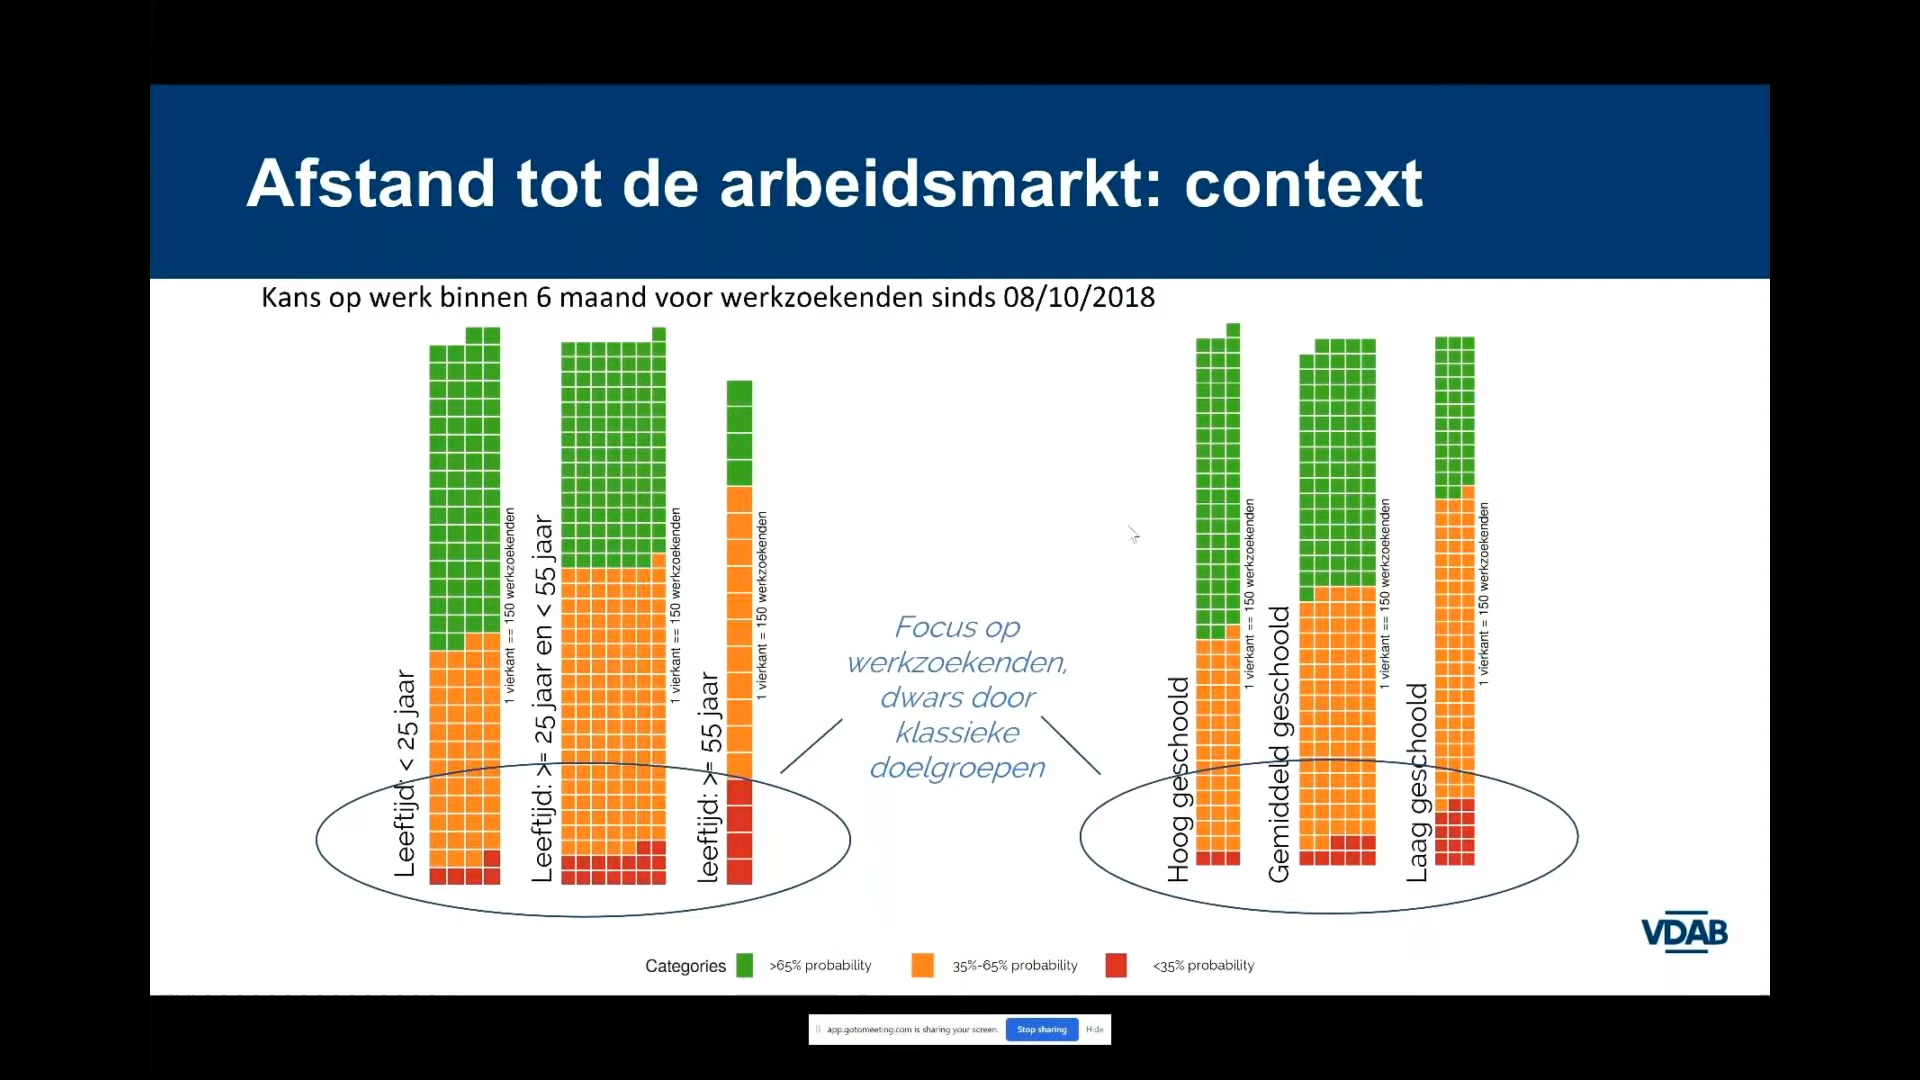 Afstand tot de arbeidsmarkt: context
Kans op werk binnen 6 maand voor werkzoekenden sinds 08/10/2018
Leeftijd: < 25 jaar
1 vierkant == 150 werkzoekenden
Leeftijd: >= 25 jaar en < 55 jaar
1 vierkant == 150 werkzoekenden
leeftijd: >= 55 jaar
1 vierkant = 150 werkzoekenden
Focus op
werkzoekenden,
dwars door
klassieke
doelgroepen
Hoog geschoold
1 vierkant == 150 werkzoekenden
Gemiddeld geschoold
1 vierkant == 150 werkzoekenden
Laag geschoold
1 vierkant = 150 werkzoekenden
VDAB
Categories >65% probability 35%-65% probability <35% probability
app.gotomeeting.com is sharing your screen. Stop sharing Hide